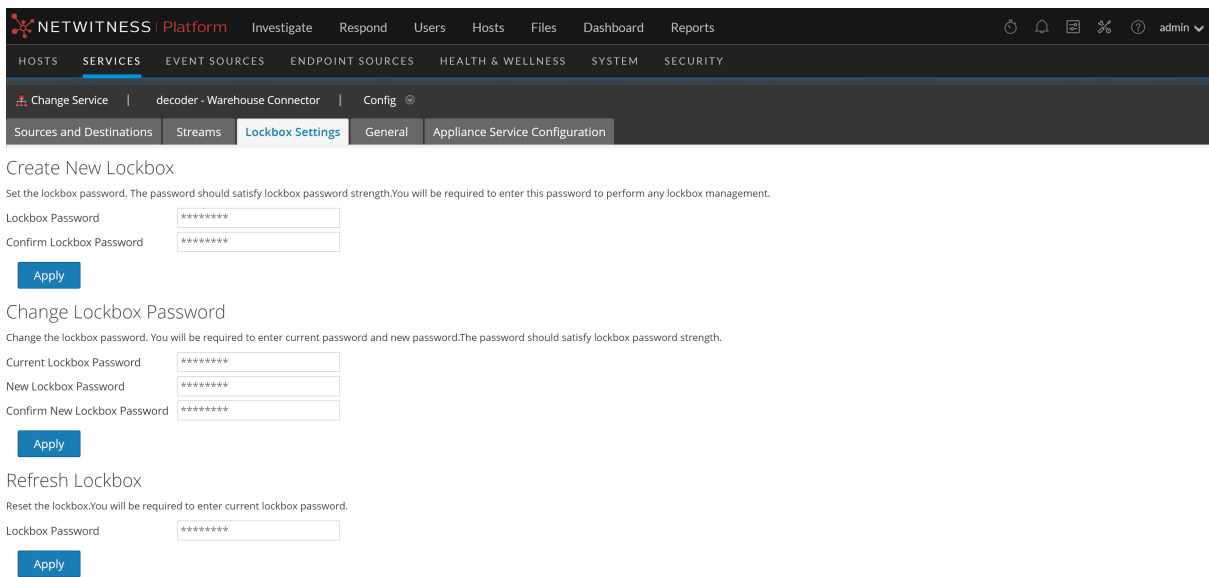 NETWITNESS Platform Investigate Respond Users Hosts Files Dashboard Reports admin
HOSTS SERVICES EVENT SOURCES ENDPOINT SOURCES HEALTH & WELLNESS SYSTEM SECURITY
Change Service | decoder - Warehouse Connector | Config
Sources and Destinations Streams Lockbox Settings General Appliance Service Configuration
Create New Lockbox
Set the lockbox password. The password should satisfy lockbox password strength.You will be required to enter this password to perform any lockbox management.
Lockbox Password ********
Confirm Lockbox Password ********
Apply
Change Lockbox Password
Change the lockbox password. You will be required to enter current password and new password.The password should satisfy lockbox password strength.
Current Lockbox Password ********
New Lockbox Password ********
Confirm New Lockbox Password ********
Apply
Refresh Lockbox
Reset the lockbox.You will be required to enter current lockbox password.
Lockbox Password ********
Apply